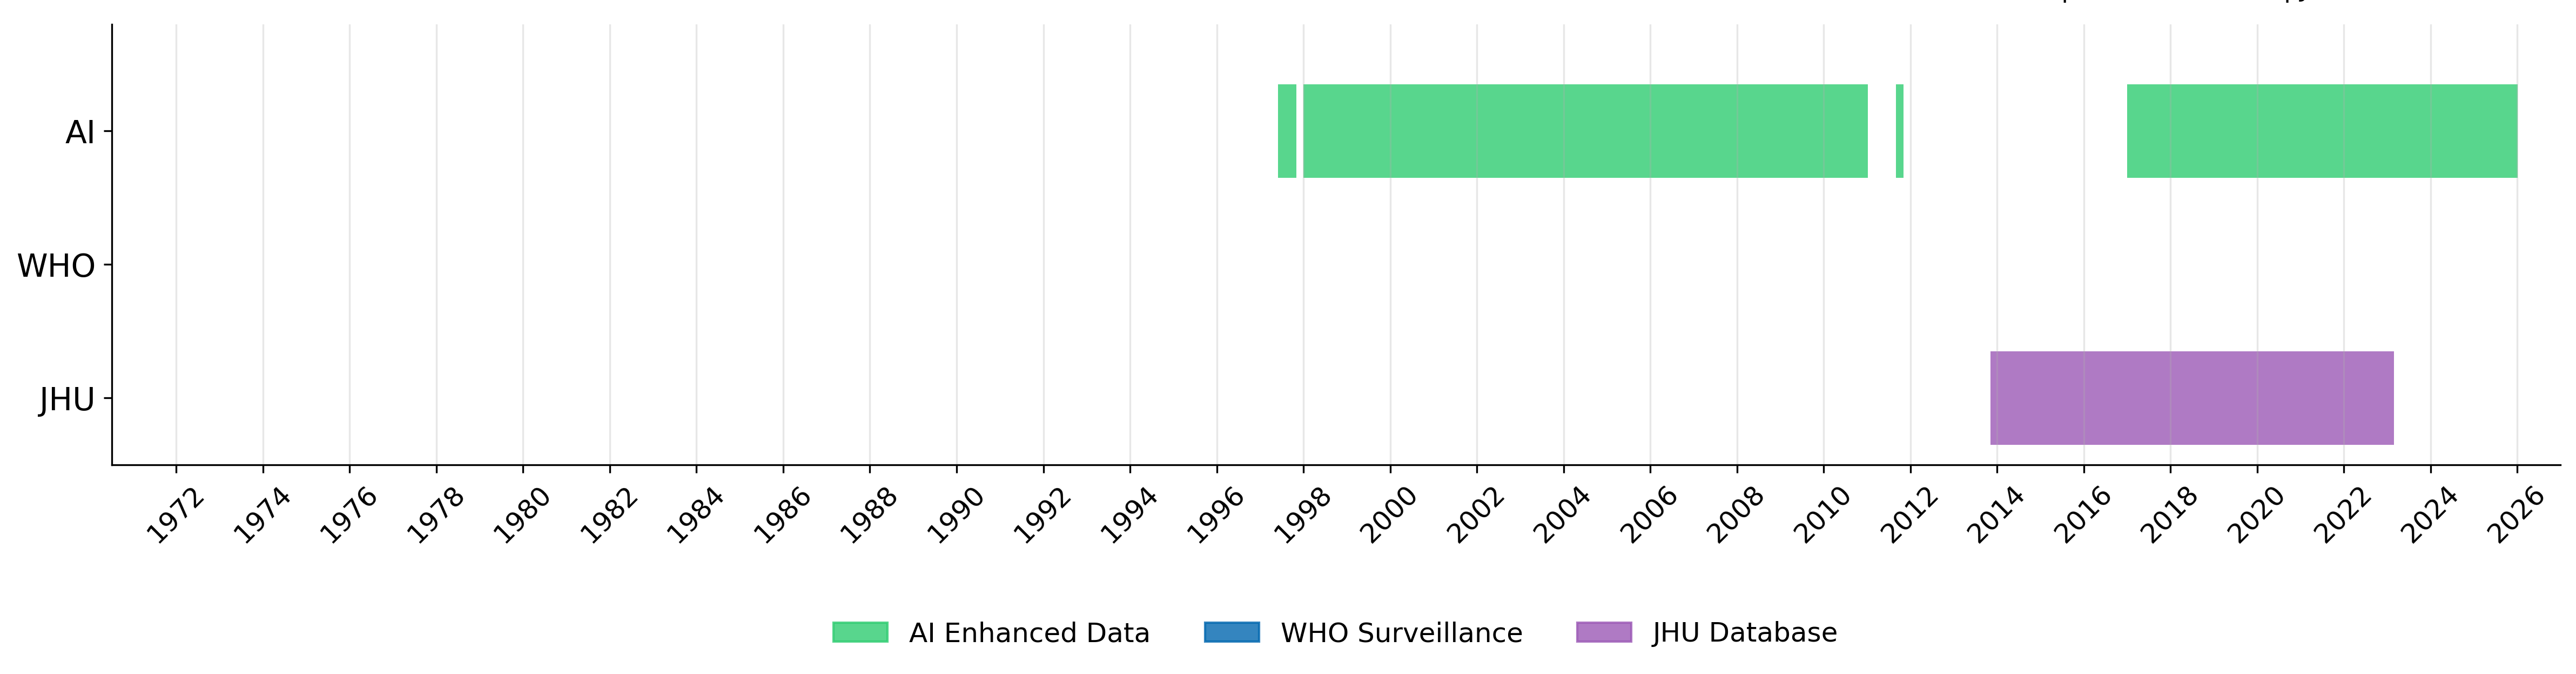 AI
WHO
JHU
1972 1974 1976 1978 1980 1982 1984 1986 1988 1990 1992 1994 1996 1998 2000 2002 2004 2006 2008 2010 2012 2014 2016 2018 2020 2022 2024 2026
AI Enhanced Data WHO Surveillance JHU Database